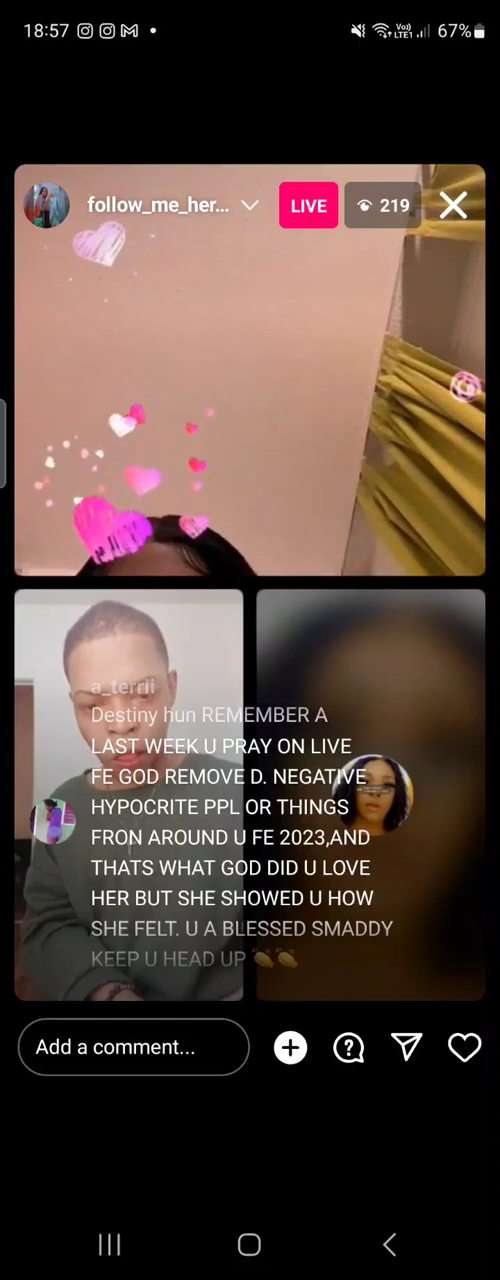 18:57
Vo)) LTE1 67%
follow_me_her... LIVE 219
a_terrii
Destiny hun REMEMBER A
LAST WEEK U PRAY ON LIVE
FE GOD REMOVE D. NEGATIVE
HYPOCRITE PPL OR THINGS
FRON AROUND U FE 2023,AND
THATS WHAT GOD DID U LOVE
HER BUT SHE SHOWED U HOW
SHE FELT. U A BLESSED SMADDY
KEEP U HEAD UP 👏👏
Add a comment...